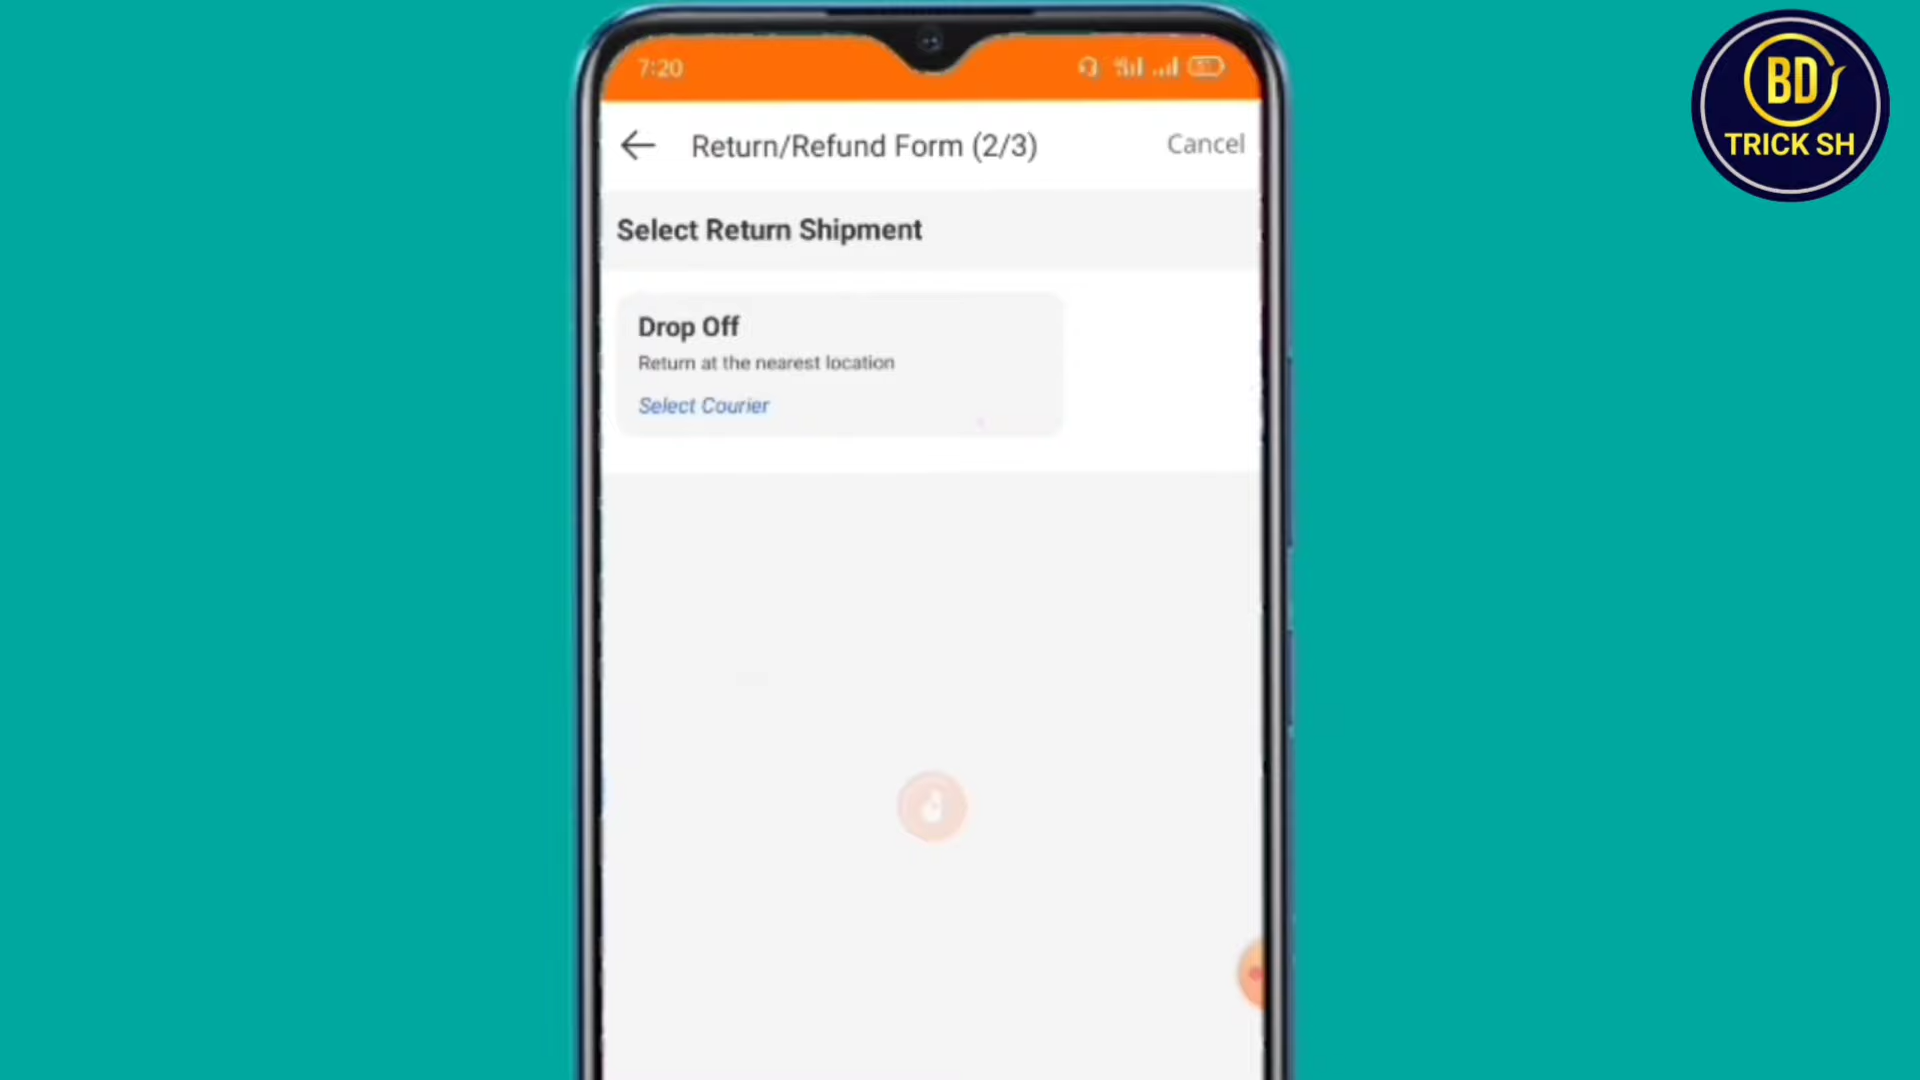 7:20
Return/Refund Form (2/3)
Cancel
Select Return Shipment
Drop Off
Return at the nearest location
Select Courier
BD
TRICK SH